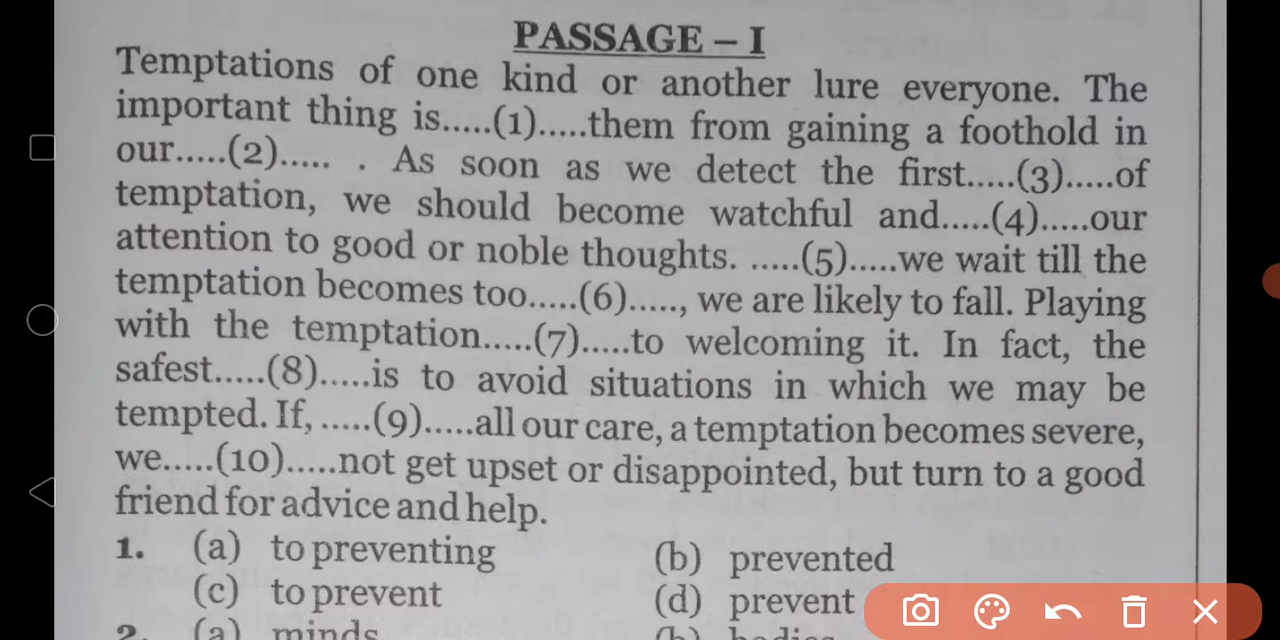 PASSAGE – I
Temptations of one kind or another lure everyone. The
important thing is.....(1).....them from gaining a foothold in
our.....(2)..... . As soon as we detect the first.....(3).....of
temptation, we should become watchful and.....(4).....our
attention to good or noble thoughts. .....(5).....we wait till the
temptation becomes too.....(6)....., we are likely to fall. Playing
with the temptation.....(7).....to welcoming it. In fact, the
safest.....(8).....is to avoid situations in which we may be
tempted. If, .....(9).....all our care, a temptation becomes severe,
we.....(10).....not get upset or disappointed, but turn to a good
friend for advice and help.
1. (a) to preventing (b) prevented
(c) to prevent (d) prevent
2. (a) minds (b) bodies